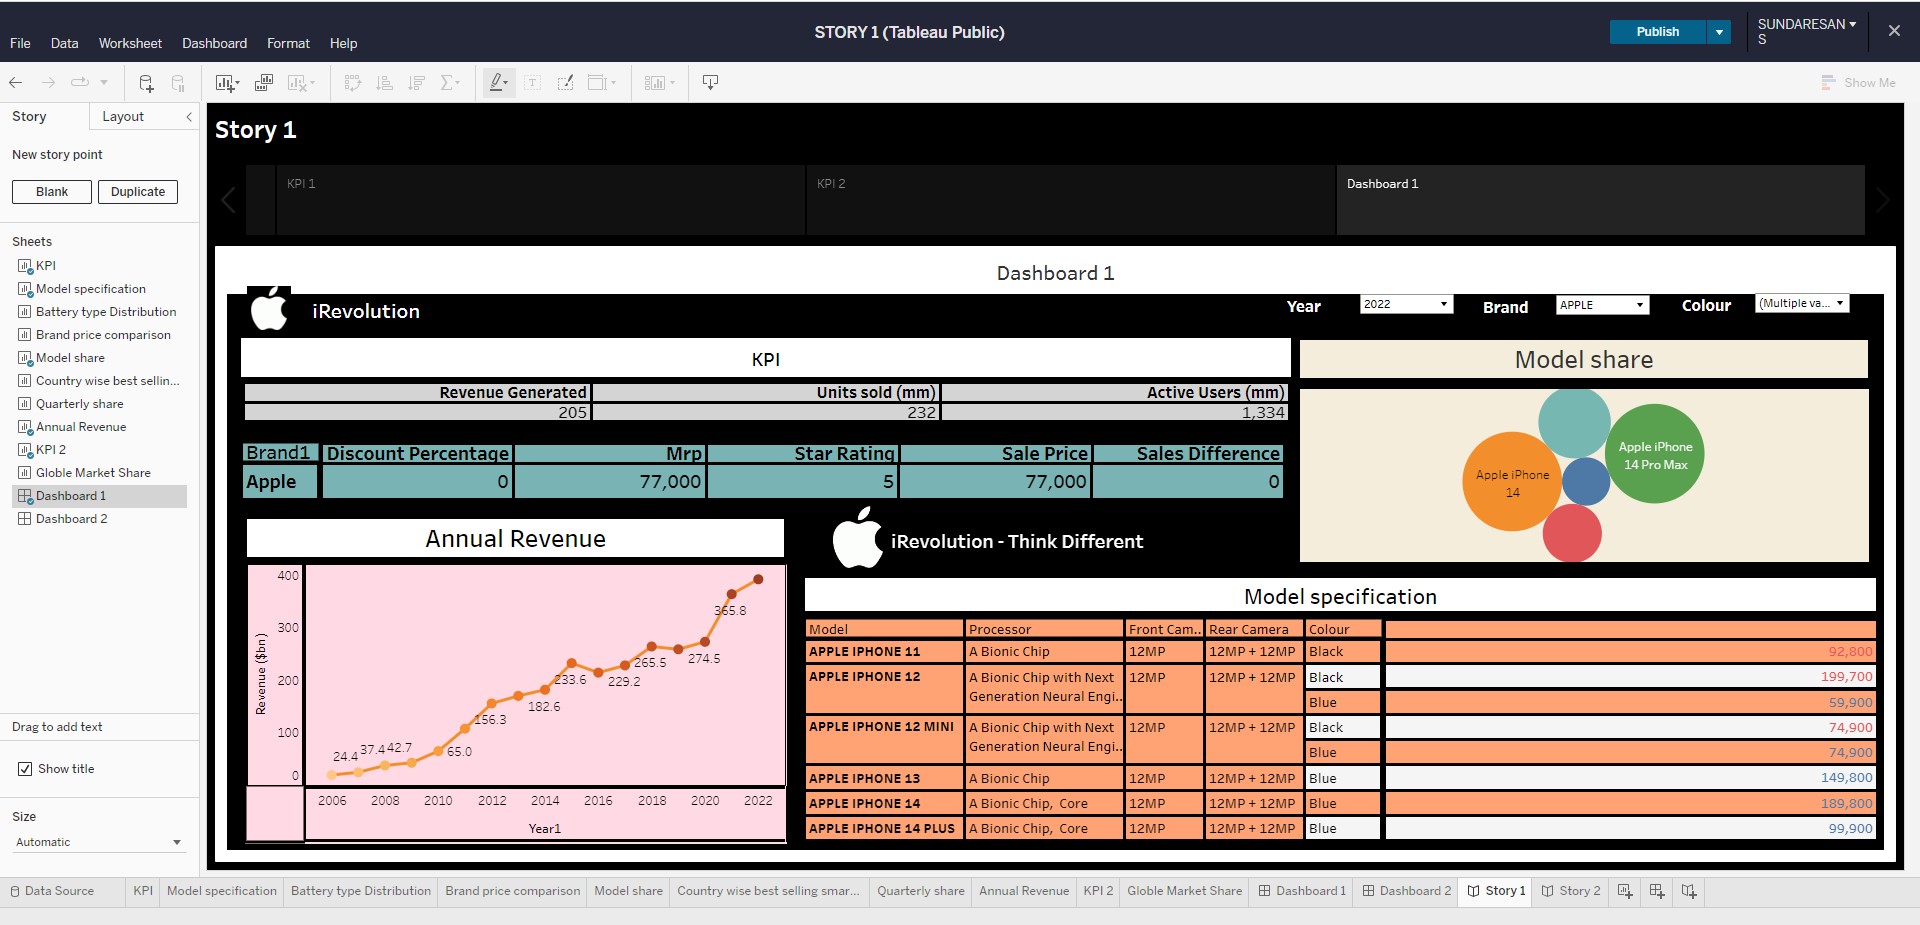 STORY 1 (Tableau Public)
Publish
SUNDARESAN S
File Data Worksheet Dashboard Format Help
Show Me
Story Layout
New story point
Blank Duplicate
Sheets
KPI
Model specification
Battery type Distribution
Brand price comparison
Model share
Country wise best sellin...
Quarterly share
Annual Revenue
KPI 2
Globle Market Share
Dashboard 1
Dashboard 2
Drag to add text
Show title
Size
Automatic
Story 1
KPI 1 KPI 2 Dashboard 1
Dashboard 1
iRevolution
Year 2022 Brand APPLE Colour (Multiple va...
KPI
Revenue Generated Units sold (mm) Active Users (mm)
205 232 1,334
Brand1 Discount Percentage Mrp Star Rating Sale Price Sales Difference
Apple 0 77,000 5 77,000 0
Model share
Apple iPhone
14 Pro Max
Apple iPhone
14
Annual Revenue
400
300
200
100
0
Revenue ($bn)
24.4 37.4 42.7 65.0 156.3 182.6 233.6 229.2 265.5 274.5 365.8
2006 2008 2010 2012 2014 2016 2018 2020 2022
Year1
iRevolution - Think Different
Model specification
Model Processor Front Cam.. Rear Camera Colour
APPLE IPHONE 11 A Bionic Chip 12MP 12MP + 12MP Black 92,800
APPLE IPHONE 12 A Bionic Chip with Next 12MP 12MP + 12MP Black 199,700
Generation Neural Engi.. Blue 59,900
APPLE IPHONE 12 MINI A Bionic Chip with Next 12MP 12MP + 12MP Black 74,900
Generation Neural Engi.. Blue 74,900
APPLE IPHONE 13 A Bionic Chip 12MP 12MP + 12MP Blue 149,800
APPLE IPHONE 14 A Bionic Chip, Core 12MP 12MP + 12MP Blue 189,800
APPLE IPHONE 14 PLUS A Bionic Chip, Core 12MP 12MP + 12MP Blue 99,900
Data Source KPI Model specification Battery type Distribution Brand price comparison Model share Country wise best selling smar... Quarterly share Annual Revenue KPI 2 Globle Market Share Dashboard 1 Dashboard 2 Story 1 Story 2